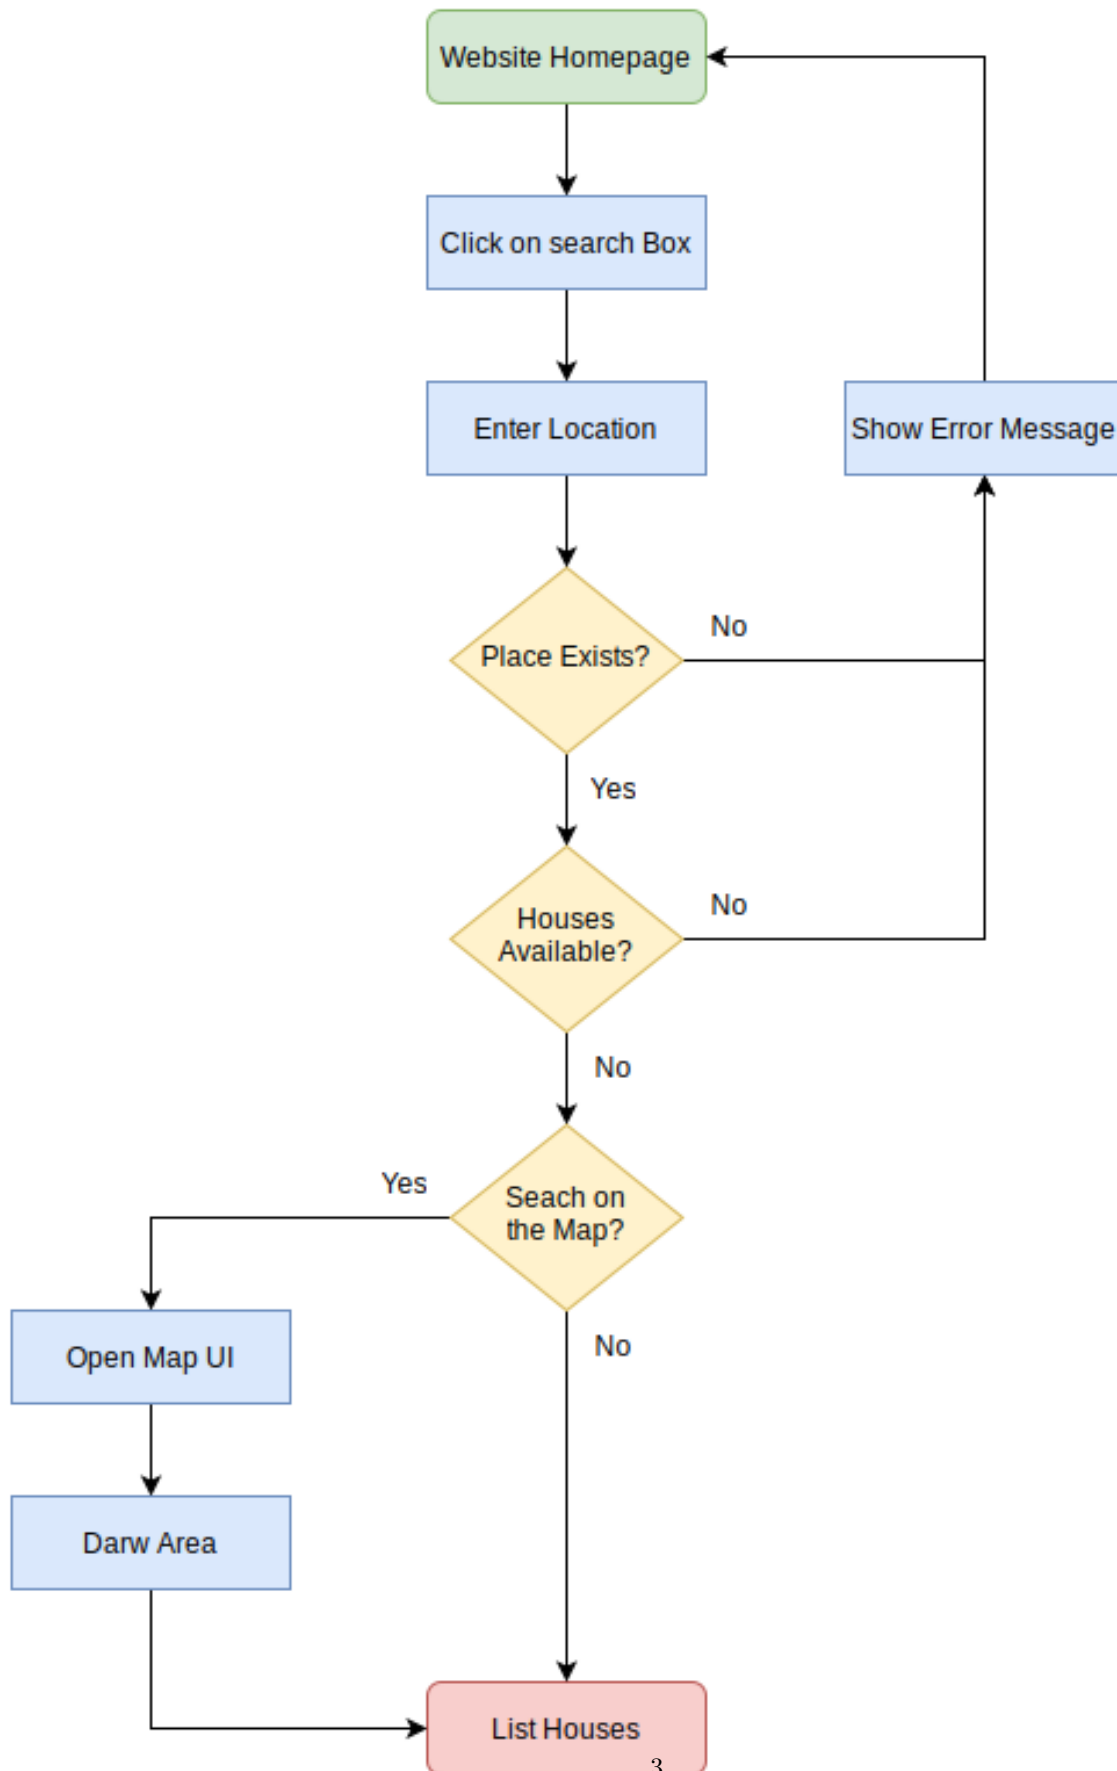 Website Homepage
Click on search Box
Enter Location
Show Error Message
No
Place Exists?
Yes
No
Houses
Available?
No
Yes
Seach on
the Map?
No
Open Map UI
Darw Area
List Houses
3